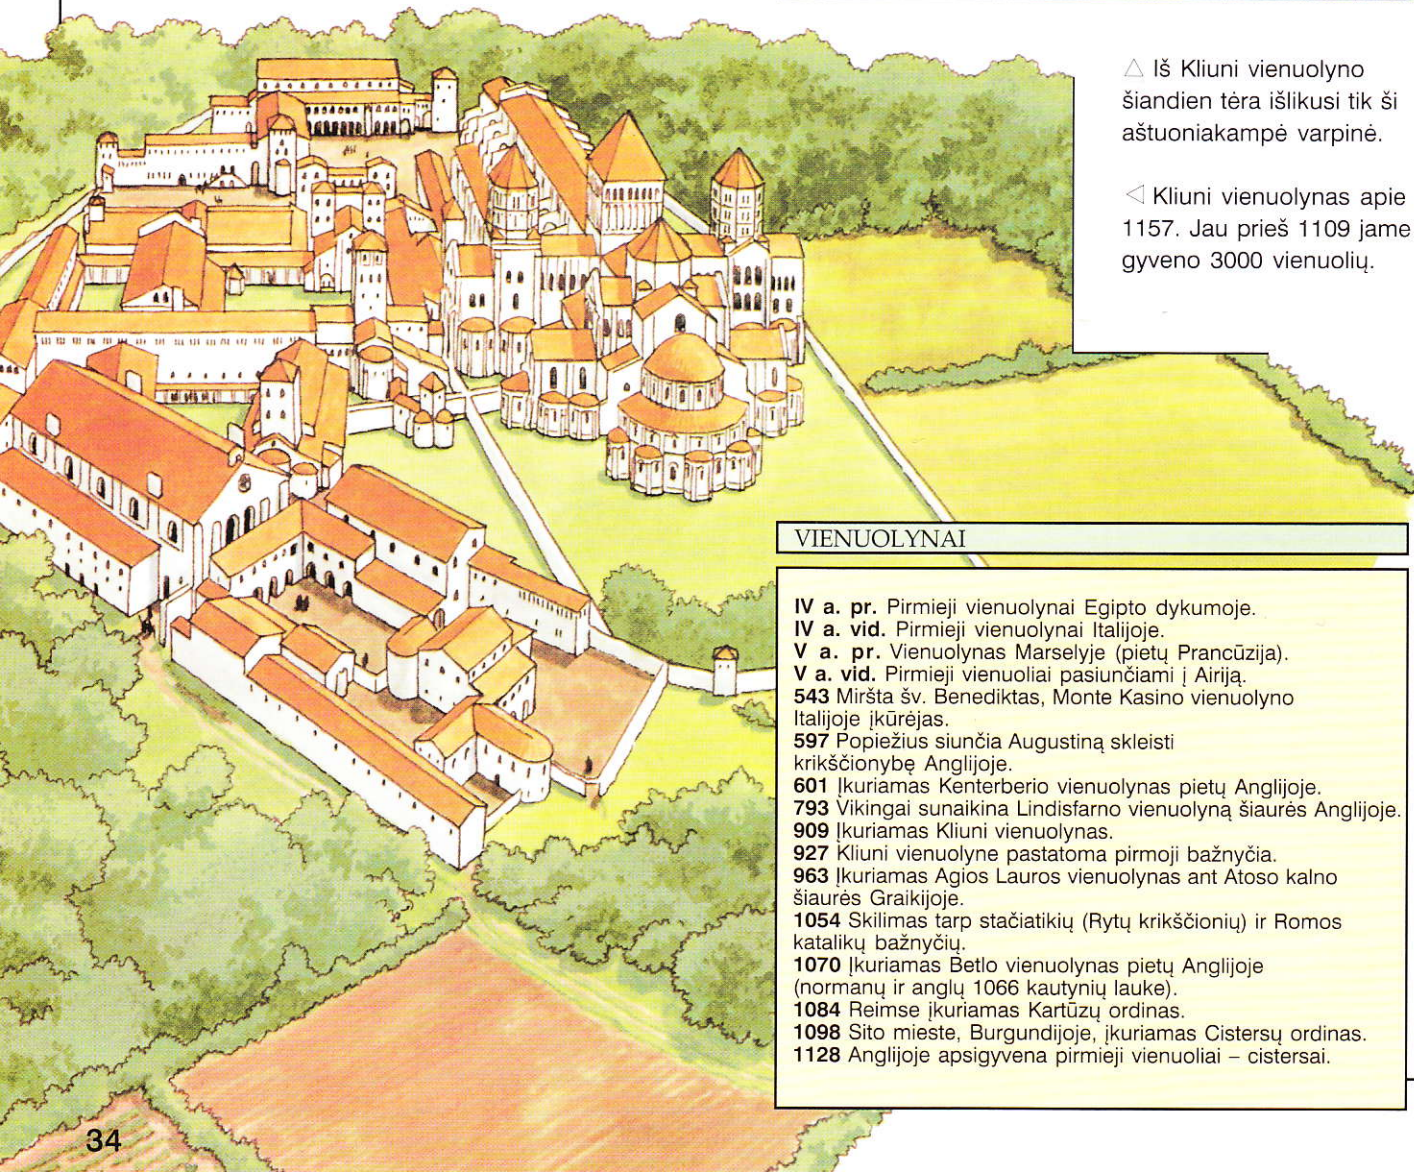 △ Iš Kliuni vienuolyno
šiandien tėra išlikusi tik ši
aštuoniakampė varpinė.
◁ Kliuni vienuolynas apie
1157. Jau prieš 1109 jame
gyveno 3000 vienuolių.
VIENUOLYNAI
IV a. pr. Pirmieji vienuolynai Egipto dykumoje.
IV a. vid. Pirmieji vienuolynai Italijoje.
V a. pr. Vienuolynas Marselyje (pietų Prancūzija).
V a. vid. Pirmieji vienuoliai pasiunčiami į Airiją.
543 Miršta šv. Benediktas, Monte Kasino vienuolyno
Italijoje įkūrėjas.
597 Popiežius siunčia Augustiną skleisti
krikščionybę Anglijoje.
601 Įkuriamas Kenterberio vienuolynas pietų Anglijoje.
793 Vikingai sunaikina Lindisfarno vienuolyną šiaurės Anglijoje.
909 Įkuriamas Kliuni vienuolynas.
927 Kliuni vienuolyne pastatoma pirmoji bažnyčia.
963 Įkuriamas Agios Lauros vienuolynas ant Atoso kalno
šiaurės Graikijoje.
1054 Skilimas tarp stačiatikių (Rytų krikščionių) ir Romos
katalikų bažnyčių.
1070 Įkuriamas Betlo vienuolynas pietų Anglijoje
(normanų ir anglų 1066 kautynių lauke).
1084 Reimse įkuriamas Kartūzų ordinas.
1098 Sito mieste, Burgundijoje, įkuriamas Cistersų ordinas.
1128 Anglijoje apsigyvena pirmieji vienuoliai – cistersai.
34